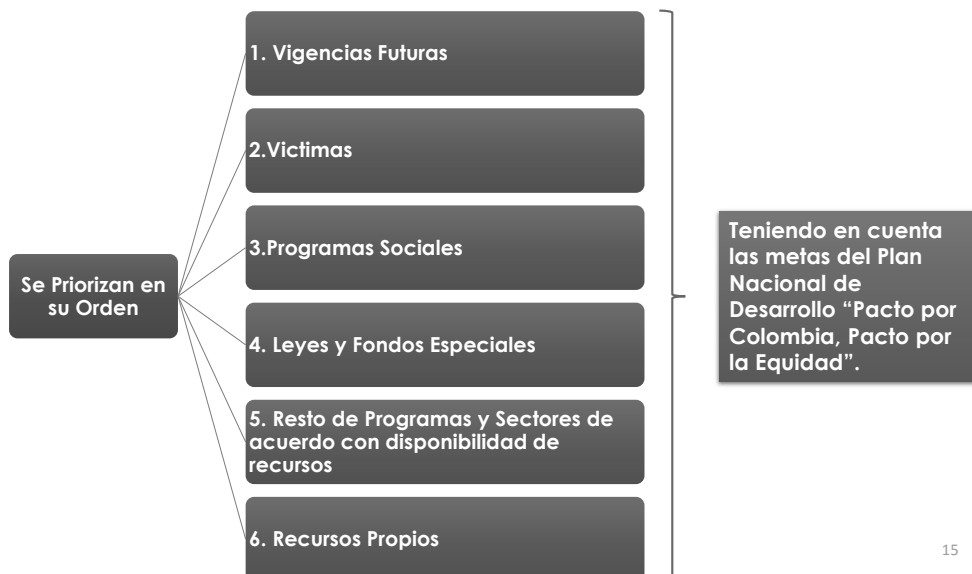 1. Vigencias Futuras
2.Victimas
3.Programas Sociales
Se Priorizan en
su Orden
4. Leyes y Fondos Especiales
5. Resto de Programas y Sectores de
acuerdo con disponibilidad de
recursos
6. Recursos Propios
Teniendo en cuenta
las metas del Plan
Nacional de
Desarrollo “Pacto por
Colombia, Pacto por
la Equidad”.
15